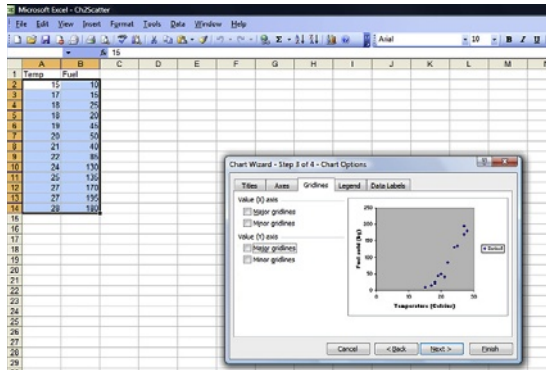 Microsoft Excel - Ch2Scatter
File Edit View Insert Format Tools Data Window Help
Arial 10 B I U
fx 15
A B C D E F G H I J K L M
1 Temp Fuel
2 15 10
3 17 15
4 18 25
5 18 20
6 19 45
7 20 50
8 21 40
9 22 85
10 24 130
11 25 135
12 27 170
13 27 195
14 28 180
15
16
17
18
19
20
21
22
23
24
25
26
27
28
29
Chart Wizard - Step 3 of 4 - Chart Options
Titles Axes Gridlines Legend Data Labels
Value (X) axis
Major gridlines
Minor gridlines
Value (Y) axis
Major gridlines
Minor gridlines
250
200
150
100
50
0
0 10 20 30
Fuel sold (kg)
Temperature (Celsius)
Cancel < Back Next > Finish